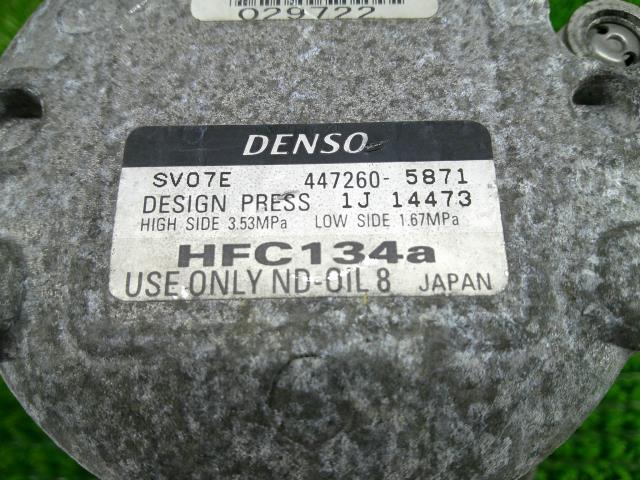 029722
DENSO
SV07E 447260-5871
DESIGN PRESS 1J 14473
HIGH SIDE 3.53MPa LOW SIDE 1.67MPa
HFC134a
USE ONLY ND-OIL 8 JAPAN